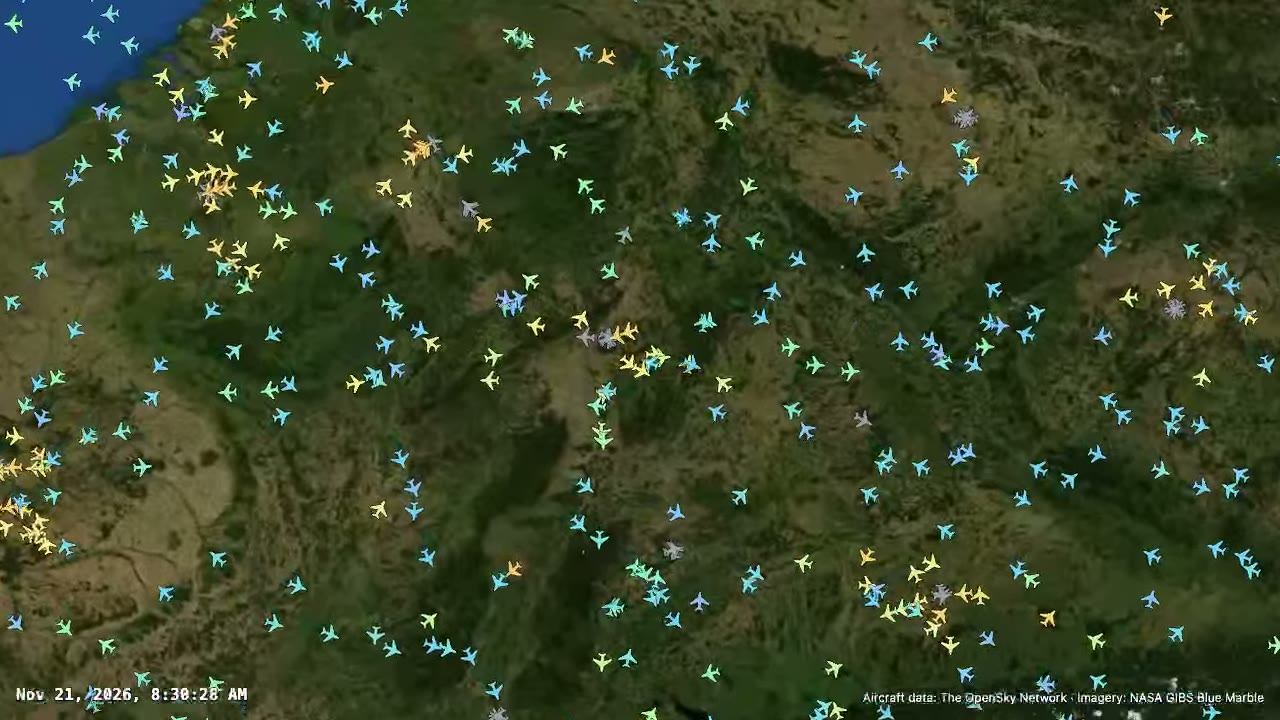 Nov 21, 2026, 8:30:28 AM
Aircraft data: The OpenSky Network · Imagery: NASA GIBS Blue Marble